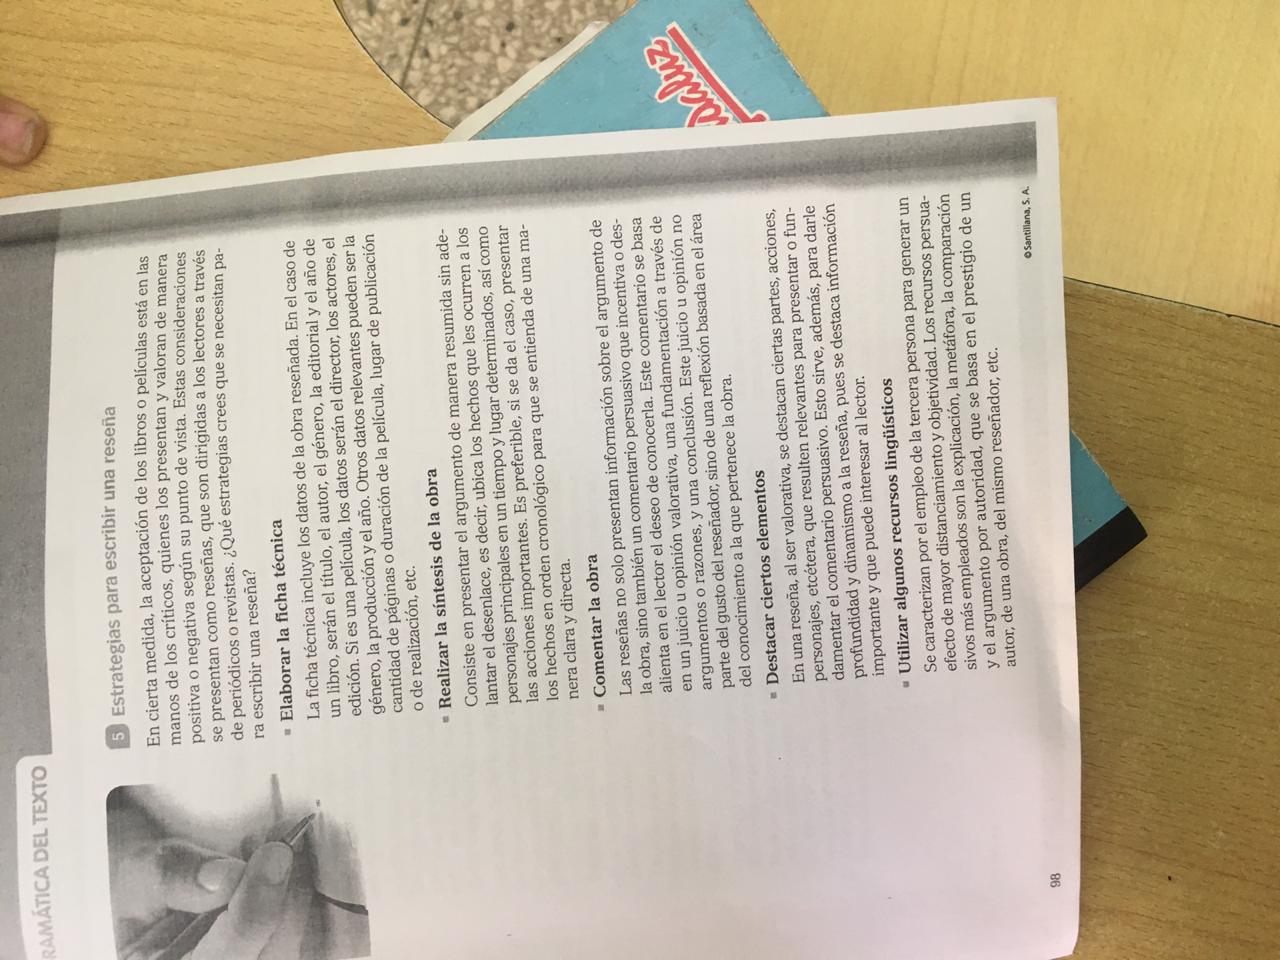 RAMÁTICA DEL TEXTO
5 Estrategias para escribir una reseña
En cierta medida, la aceptación de los libros o películas está en las
manos de los críticos, quienes los presentan y valoran de manera
positiva o negativa según su punto de vista. Estas consideraciones
se presentan como reseñas, que son dirigidas a los lectores a través
de periódicos o revistas. ¿Qué estrategias crees que se necesitan pa-
ra escribir una reseña?
▪ Elaborar la ficha técnica
La ficha técnica incluye los datos de la obra reseñada. En el caso de
un libro, serán el título, el autor, el género, la editorial y el año de
edición. Si es una película, los datos serán el director, los actores, el
género, la producción y el año. Otros datos relevantes pueden ser la
cantidad de páginas o duración de la película, lugar de publicación
o de realización, etc.
▪ Realizar la síntesis de la obra
Consiste en presentar el argumento de manera resumida sin ade-
lantar el desenlace, es decir, ubica los hechos que les ocurren a los
personajes principales en un tiempo y lugar determinados, así como
las acciones importantes. Es preferible, si se da el caso, presentar
los hechos en orden cronológico para que se entienda de una ma-
nera clara y directa.
▪ Comentar la obra
Las reseñas no solo presentan información sobre el argumento de
la obra, sino también un comentario persuasivo que incentiva o des-
alienta en el lector el deseo de conocerla. Este comentario se basa
en un juicio u opinión valorativa, una fundamentación a través de
argumentos o razones, y una conclusión. Este juicio u opinión no
parte del gusto del reseñador, sino de una reflexión basada en el área
del conocimiento a la que pertenece la obra.
▪ Destacar ciertos elementos
En una reseña, al ser valorativa, se destacan ciertas partes, acciones,
personajes, etcétera, que resulten relevantes para presentar o fun-
damentar el comentario persuasivo. Esto sirve, además, para darle
profundidad y dinamismo a la reseña, pues se destaca información
importante y que puede interesar al lector.
▪ Utilizar algunos recursos lingüísticos
Se caracterizan por el empleo de la tercera persona para generar un
efecto de mayor distanciamiento y objetividad. Los recursos persua-
sivos más empleados son la explicación, la metáfora, la comparación
y el argumento por autoridad, que se basa en el prestigio de un
autor, de una obra, del mismo reseñador, etc.
98
©Santillana, S. A.